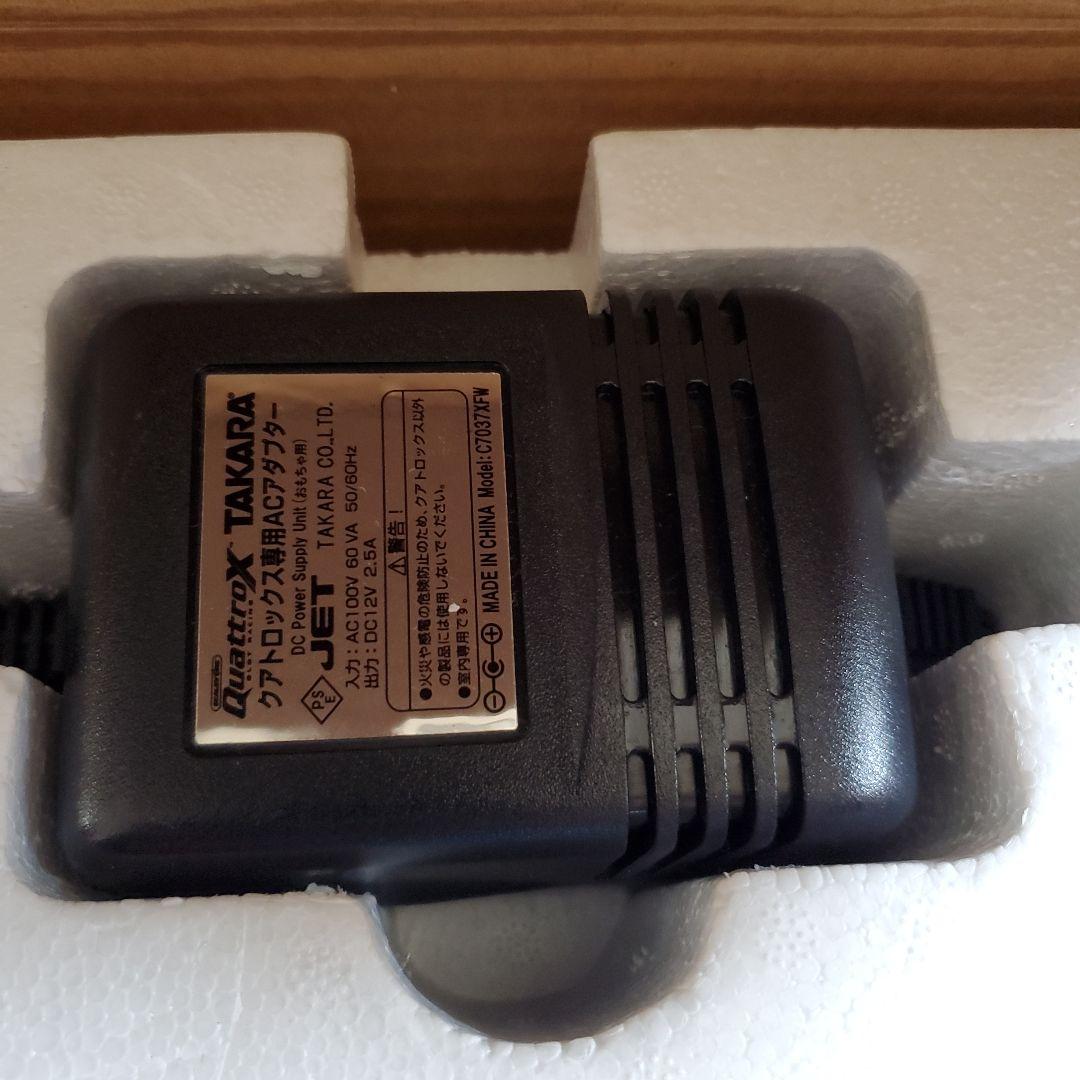 QuattroX TAKARA®
SLOT RACING
クアトロックス専用ACアダプター
DC Power Supply Unit (おもちゃ用)
PS
E
JET TAKARA CO.,LTD.
入力: AC100V 60VA 50/60Hz
出力: DC12V 2.5A
⚠警告!
●火災や感電の危険防止のため、クアトロックス以外
の製品には使用しないでください。
●室内専用です。
MADE IN CHINA Model: C7037XFW